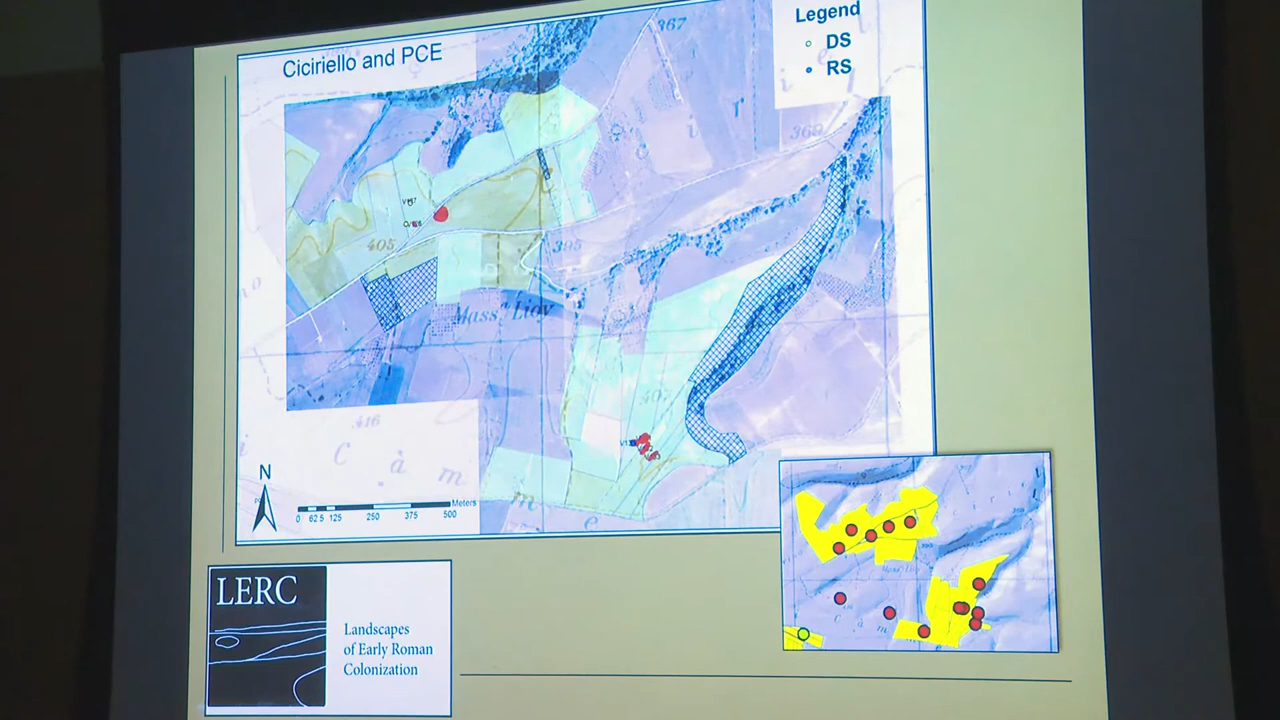 Ciciriello and PCE
Legend
DS
RS
367
369
405
395
Massª Lioy
416
407
C à m
m e
N
0 62.5 125 250 375 500
Meters
LERC
Landscapes
of Early Roman
Colonization